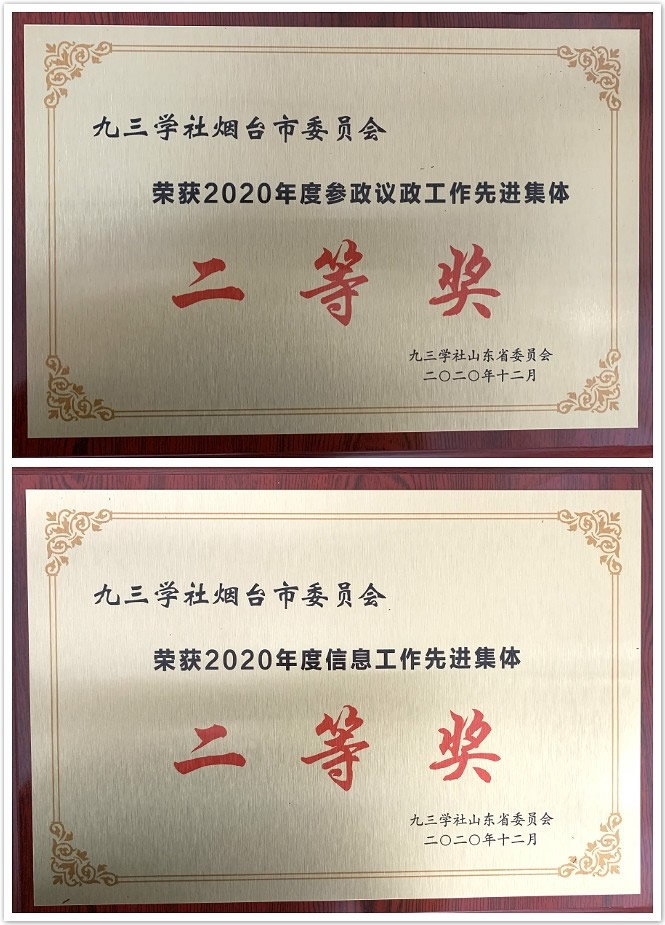 九三学社烟台市委员会
荣获2020年度参政议政工作先进集体
二等奖
九三学社山东省委员会
二〇二〇年十二月
九三学社烟台市委员会
荣获2020年度信息工作先进集体
二等奖
九三学社山东省委员会
二〇二〇年十二月